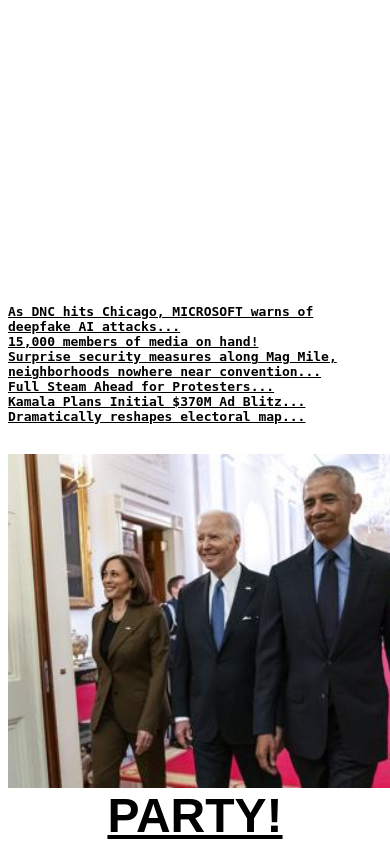 As DNC hits Chicago, MICROSOFT warns of
deepfake AI attacks...
15,000 members of media on hand!
Surprise security measures along Mag Mile,
neighborhoods nowhere near convention...
Full Steam Ahead for Protesters...
Kamala Plans Initial $370M Ad Blitz...
Dramatically reshapes electoral map...
PARTY!